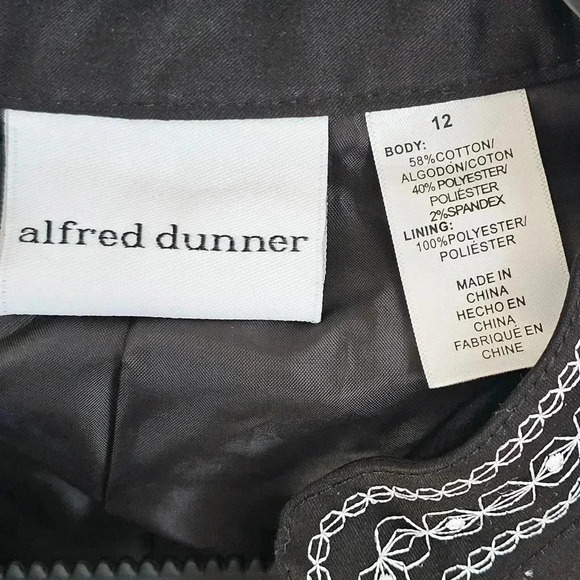 alfred dunner
12
BODY:
58%COTTON/
ALGODÓN/COTON
40% POLYESTER/
POLIÉSTER
2%SPANDEX
LINING:
100%POLYESTER/
POLIÉSTER
MADE IN
CHINA
HECHO EN
CHINA
FABRIQUÉ EN
CHINE